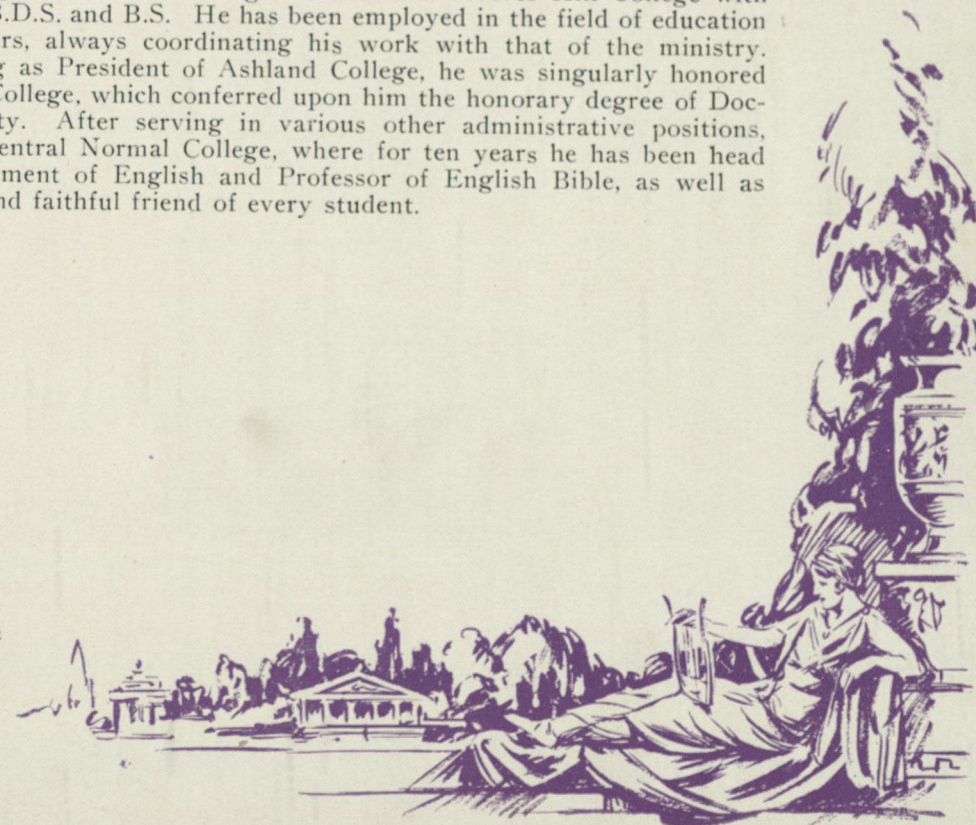 B.D.S. and B.S. He has been employed in the field of education
rs, always coordinating his work with that of the ministry.
g as President of Ashland College, he was singularly honored
College, which conferred upon him the honorary degree of Doc-
ty. After serving in various other administrative positions,
entral Normal College, where for ten years he has been head
ment of English and Professor of English Bible, as well as
nd faithful friend of every student.